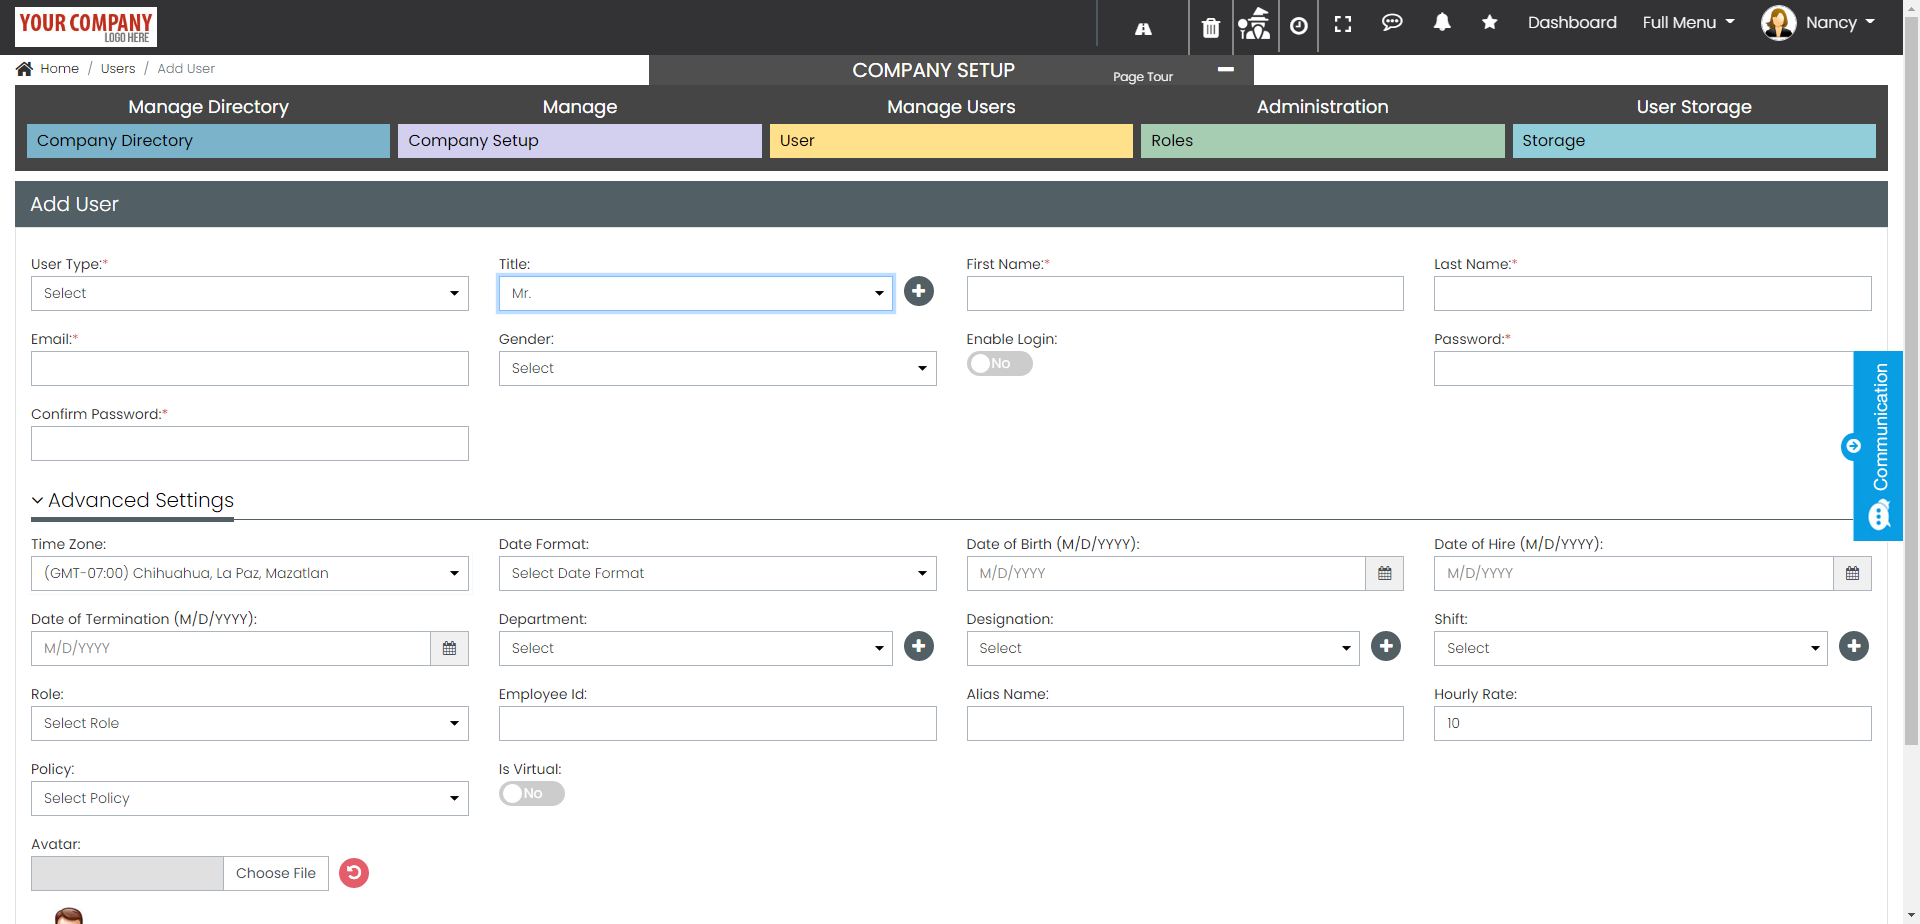 YOUR COMPANY
LOGO HERE
Dashboard
Full Menu
Nancy
Home / Users / Add User
COMPANY SETUP
Page Tour
Manage Directory
Manage
Manage Users
Administration
User Storage
Company Directory
Company Setup
User
Roles
Storage
Add User
User Type:*
Title:
First Name:*
Last Name:*
Select
Mr.
Email:*
Gender:
Enable Login:
Password:*
Select
No
Confirm Password:*
Communication
Advanced Settings
Time Zone:
Date Format:
Date of Birth (M/D/YYYY):
Date of Hire (M/D/YYYY):
(GMT-07:00) Chihuahua, La Paz, Mazatlan
Select Date Format
M/D/YYYY
M/D/YYYY
Date of Termination (M/D/YYYY):
Department:
Designation:
Shift:
M/D/YYYY
Select
Select
Select
Role:
Employee Id:
Alias Name:
Hourly Rate:
Select Role
10
Policy:
Is Virtual:
Select Policy
No
Avatar:
Choose File